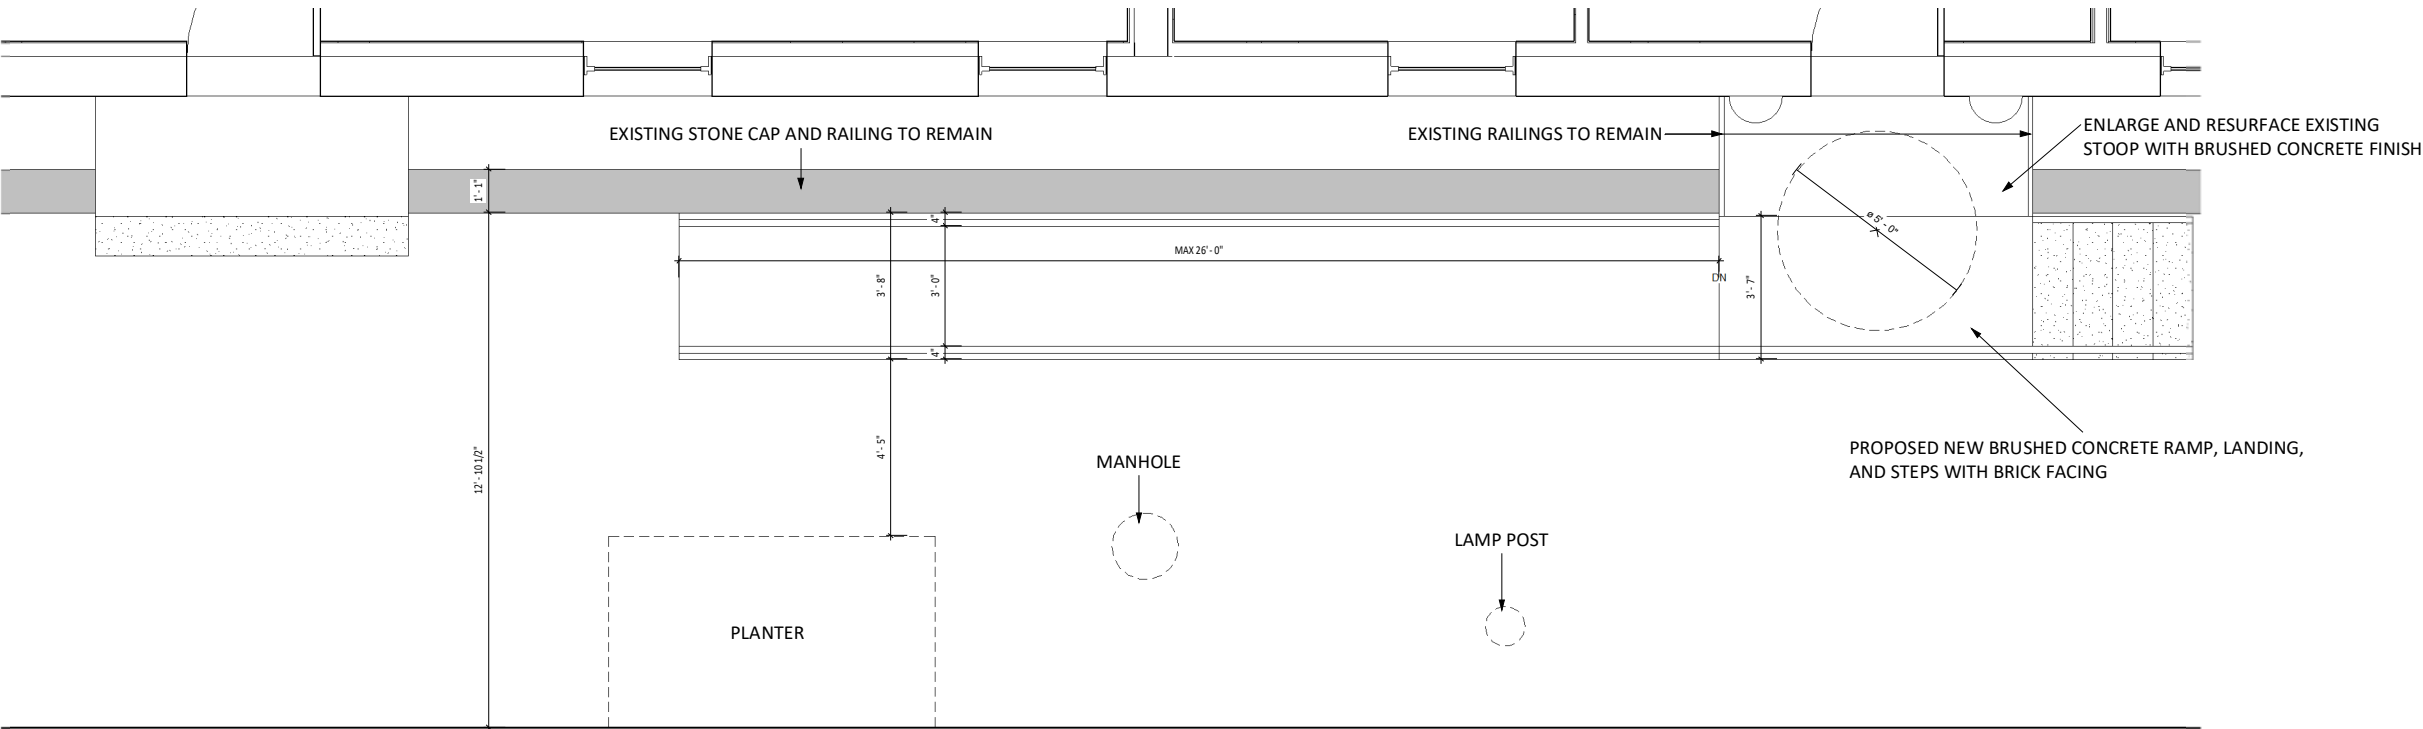 EXISTING STONE CAP AND RAILING TO REMAIN
EXISTING RAILINGS TO REMAIN
ENLARGE AND RESURFACE EXISTING
STOOP WITH BRUSHED CONCRETE FINISH
1' - 1"
4"
ø 5' - 0"
MAX 26' - 0"
DN
3' - 8"
3' - 0"
3' - 7"
4"
4' - 5"
12' - 10 1/2"
MANHOLE
PROPOSED NEW BRUSHED CONCRETE RAMP, LANDING,
AND STEPS WITH BRICK FACING
LAMP POST
PLANTER